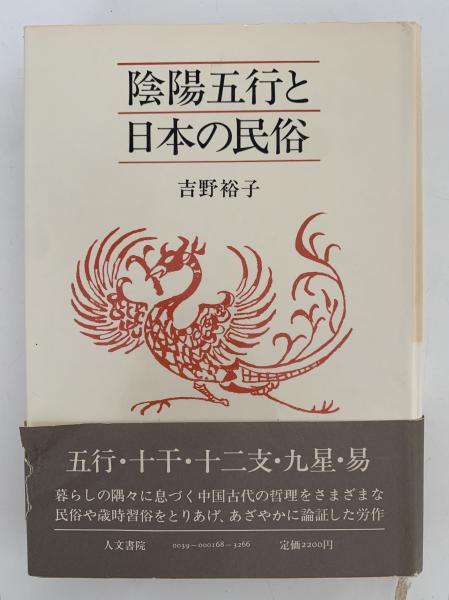 陰陽五行と
日本の民俗
吉野裕子
五行・十干・十二支・九星・易
暮らしの隅々に息づく中国古代の哲理をさまざまな
民俗や歳時習俗をとりあげ、あざやかに論証した労作
人文書院 0039-000168-3266 定価2200円